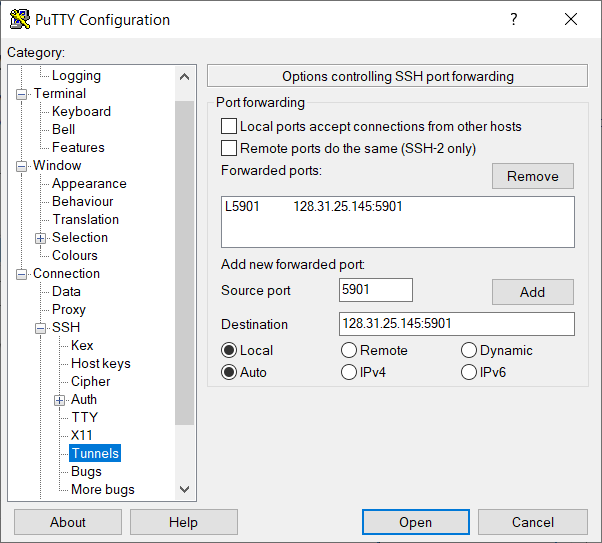 PuTTY Configuration
?
Category:
Logging
Terminal
Keyboard
Bell
Features
Window
Appearance
Behaviour
Translation
Selection
Colours
Connection
Data
Proxy
SSH
Kex
Host keys
Cipher
Auth
TTY
X11
Tunnels
Bugs
More bugs
Options controlling SSH port forwarding
Port forwarding
Local ports accept connections from other hosts
Remote ports do the same (SSH-2 only)
Forwarded ports:
Remove
L5901 128.31.25.145:5901
Add new forwarded port:
Source port 5901 Add
Destination 128.31.25.145:5901
Local Remote Dynamic
Auto IPv4 IPv6
About Help Open Cancel